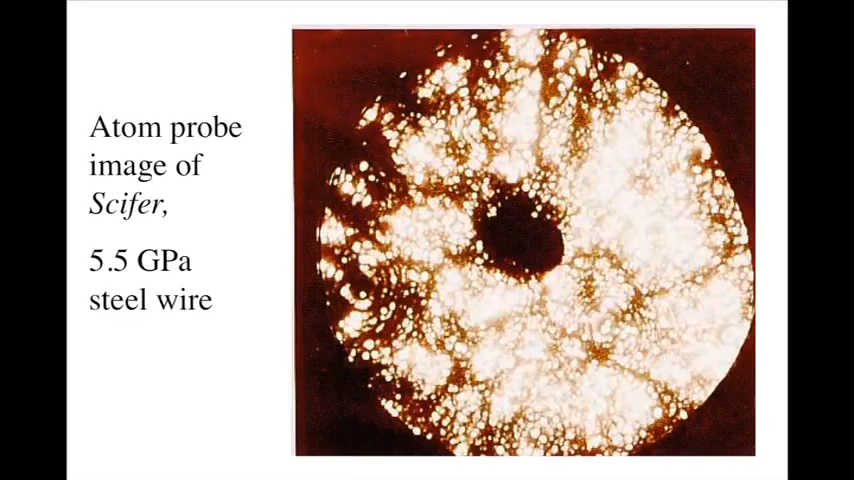 Atom probe
image of
Scifer,
5.5 GPa
steel wire